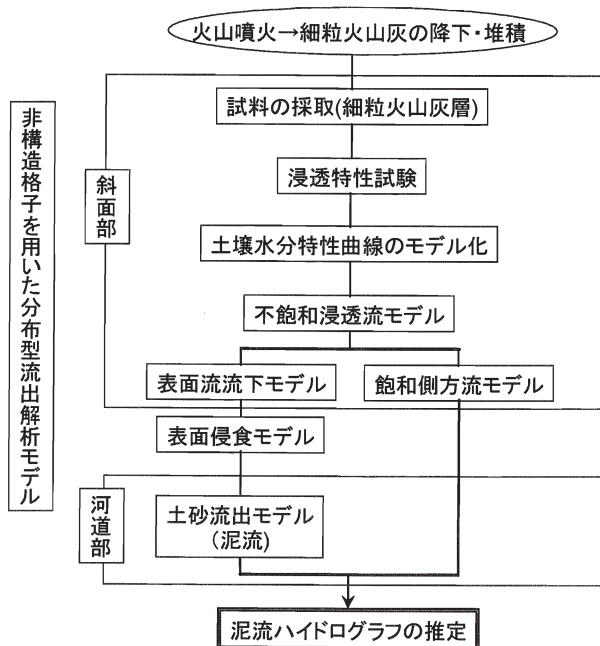 火山噴火→細粒火山灰の降下・堆積
試料の採取(細粒火山灰層)
浸透特性試験
土壌水分特性曲線のモデル化
不飽和浸透流モデル
表面流流下モデル
飽和側方流モデル
表面侵食モデル
土砂流出モデル
(泥流)
泥流ハイドログラフの推定
斜面部
河道部
非構造格子を用いた分布型流出解析モデル